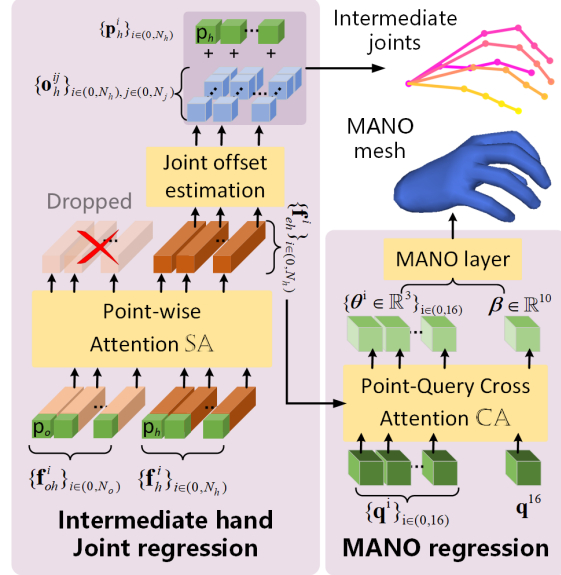 {p_h^i}_{i∈(0,N_h)}
p_h
...
+ + +
{o_h^{ij}}_{i∈(0,N_h),j∈(0,N_j)}
...
Intermediate
joints
MANO
mesh
Joint offset
estimation
Dropped
...
...
{f_{eh}^i}_{i∈(0,N_h)}
Point-wise
Attention SA
p_o
...
p_h
...
{f_{oh}^i}_{i∈(0,N_o)}
{f_h^i}_{i∈(0,N_h)}
Intermediate hand
Joint regression
MANO layer
{θ^i ∈ ℝ^3}_{i∈(0,16)}
β ∈ ℝ^{10}
...
Point-Query Cross
Attention ℂA
...
{q^i}_{i∈(0,16)}
q^{16}
MANO regression